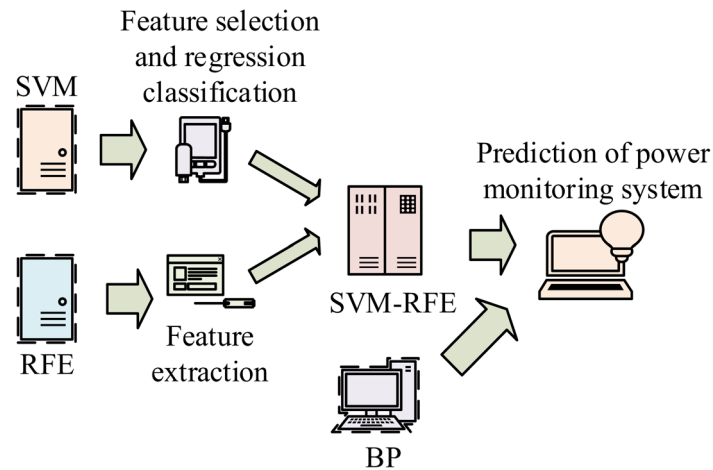 SVM
Feature selection
and regression
classification
Prediction of power
monitoring system
SVM-RFE
RFE
Feature
extraction
BP